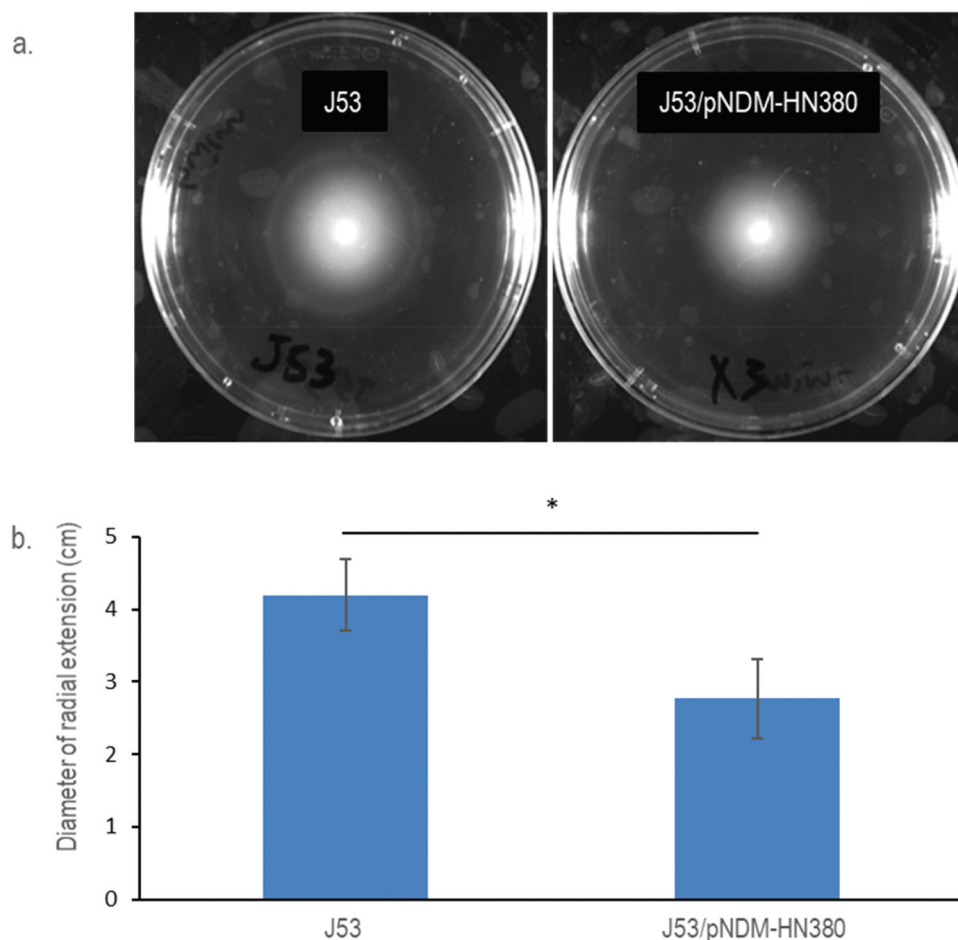 a.
J53
J53/pNDM-HN380
J53
X3
b.
*
Diameter of radial extension (cm)
5
4
3
2
1
0
J53
J53/pNDM-HN380